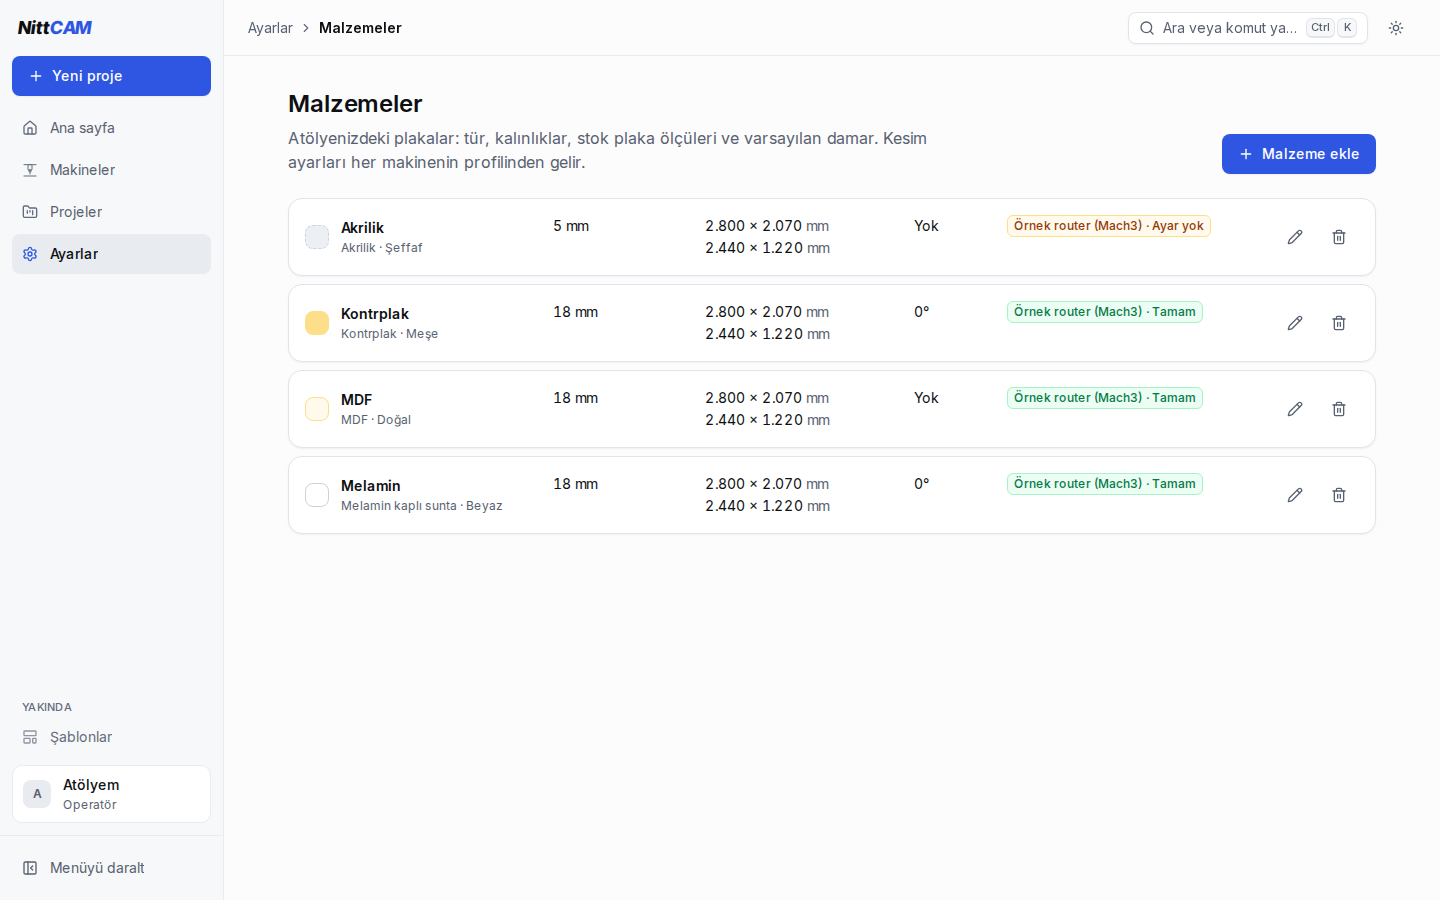 NittCAM
Yeni proje
Ana sayfa
Makineler
Projeler
Ayarlar
YAKINDA
Şablonlar
A
Atölyem
Operatör
Menüyü daralt
Ayarlar > Malzemeler
Ara veya komut ya… Ctrl K
Malzemeler
Atölyenizdeki plakalar: tür, kalınlıklar, stok plaka ölçüleri ve varsayılan damar. Kesim
ayarları her makinenin profilinden gelir.
Malzeme ekle
Akrilik
Akrilik · Şeffaf
5 mm
2.800 × 2.070 mm
2.440 × 1.220 mm
Yok
Örnek router (Mach3) · Ayar yok
Kontrplak
Kontrplak · Meşe
18 mm
2.800 × 2.070 mm
2.440 × 1.220 mm
0°
Örnek router (Mach3) · Tamam
MDF
MDF · Doğal
18 mm
2.800 × 2.070 mm
2.440 × 1.220 mm
Yok
Örnek router (Mach3) · Tamam
Melamin
Melamin kaplı sunta · Beyaz
18 mm
2.800 × 2.070 mm
2.440 × 1.220 mm
0°
Örnek router (Mach3) · Tamam